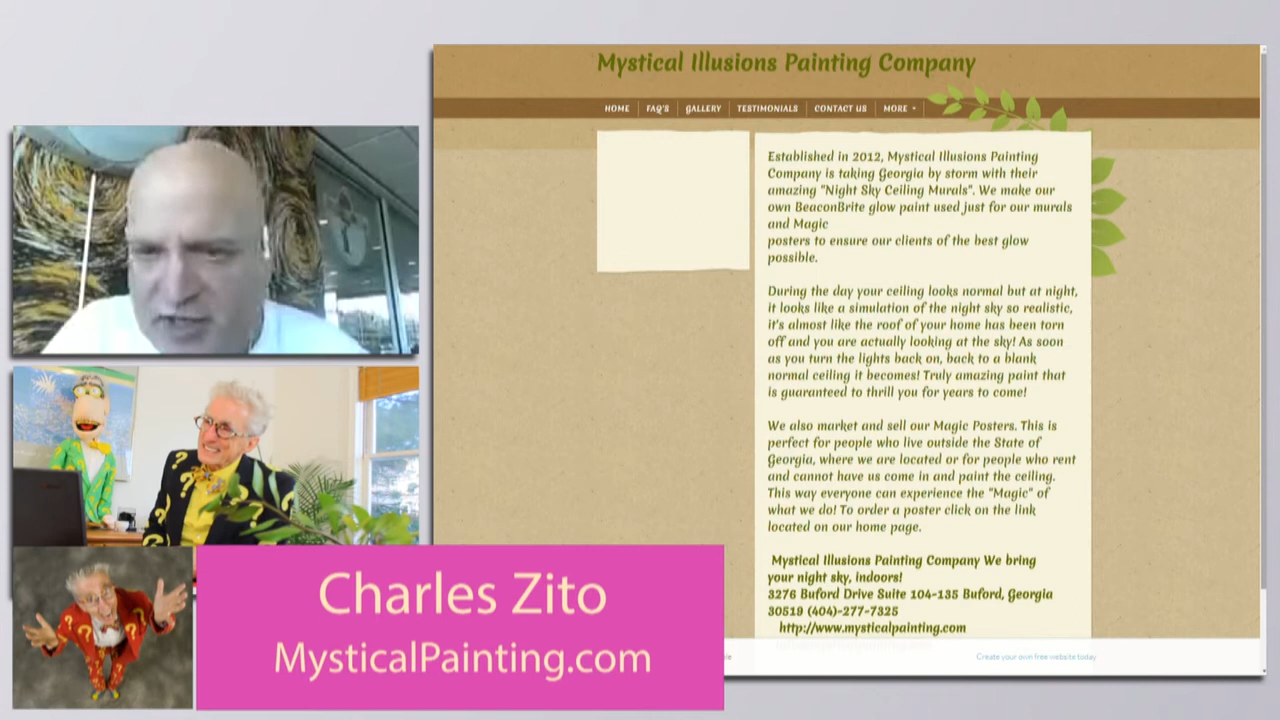 Mystical Illusions Painting Company
HOME FAQ'S GALLERY TESTIMONIALS CONTACT US MORE
Established in 2012, Mystical Illusions Painting
Company is taking Georgia by storm with their
amazing "Night Sky Ceiling Murals". We make our
own BeaconBrite glow paint used just for our murals
and Magic
posters to ensure our clients of the best glow
possible.
During the day your ceiling looks normal but at night,
it looks like a simulation of the night sky so realistic,
it's almost like the roof of your home has been torn
off and you are actually looking at the sky! As soon
as you turn the lights back on, back to a blank
normal ceiling it becomes! Truly amazing paint that
is guaranteed to thrill you for years to come!
We also market and sell our Magic Posters. This is
perfect for people who live outside the State of
Georgia, where we are located or for people who rent
and cannot have us come in and paint the ceiling.
This way everyone can experience the "Magic" of
what we do! To order a poster click on the link
located on our home page.
Mystical Illusions Painting Company We bring
your night sky, indoors!
3276 Buford Drive Suite 104-135 Buford, Georgia
30519 (404)-277-7325
http://www.mysticalpainting.com
Create your own free website today
Charles Zito
MysticalPainting.com